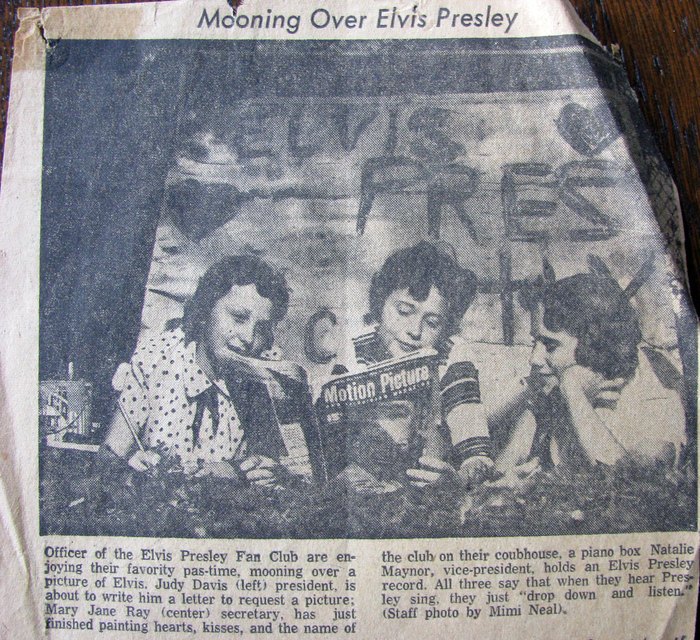 Mooning Over Elvis Presley
ELVIS
PRES
C
Motion Picture
Officer of the Elvis Presley Fan Club are en-
joying their favority pas-time, mooning over a
picture of Elvis. Judy Davis (left) president, is
about to write him a letter to request a picture;
Mary Jane Ray (center) secretary, has just
finished painting hearts, kisses, and the name of
the club on their coubhouse, a piano box Natalie
Maynor, vice-president, holds an Elvis Presley
record. All three say that when they hear Pres-
ley sing, they just "drop down and listen."
(Staff photo by Mimi Neal).